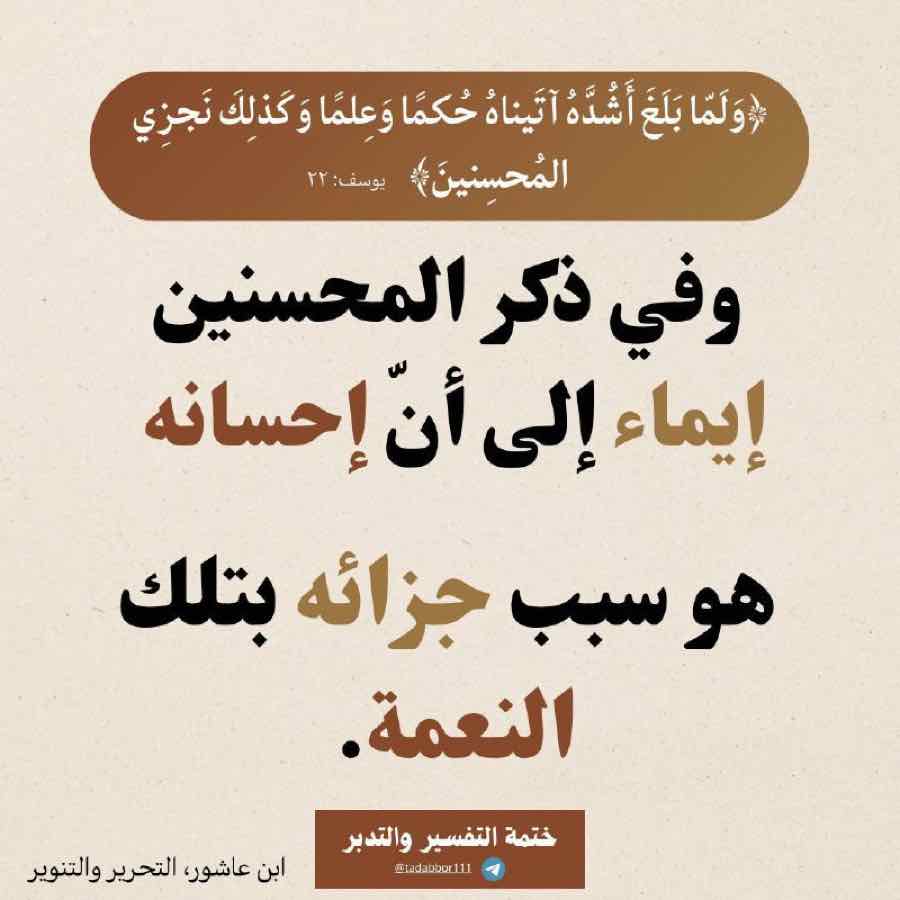 ﴿وَلَمّا بَلَغَ أَشُدَّهُ آتَيناهُ حُكمًا وَعِلمًا وَكَذلِكَ نَجزِي
المُحسِنينَ﴾ يوسف: ٢٢
وفي ذكر المحسنين
إيماء إلى أنّ إحسانه
هو سبب جزائه بتلك
النعمة.
ختمة التفسير والتدبر
@tadabbor111
ابن عاشور، التحرير والتنوير